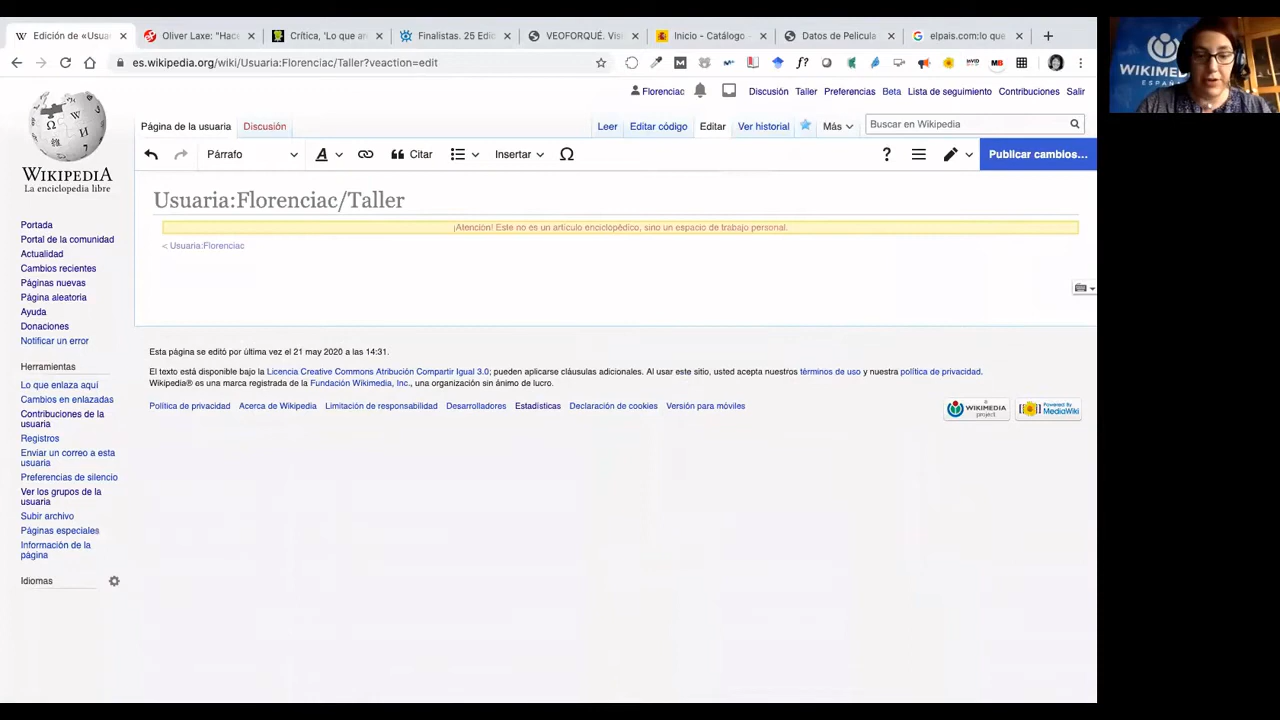 Edición de «Usua
Oliver Laxe: "Hace
Crítica, 'Lo que ar
Finalistas. 25 Edic
VEOFORQUÉ. Vis
Inicio - Catálogo
Datos de Película
elpais.com:lo que
es.wikipedia.org/wiki/Usuaria:Florenciac/Taller?veaction=edit
WIKIMEDIA
ESPAÑA
Florenciac
Discusión
Taller
Preferencias
Beta
Lista de seguimiento
Contribuciones
Salir
Página de la usuaria
Discusión
Leer
Editar código
Editar
Ver historial
Más
Buscar en Wikipedia
Párrafo
A
Citar
Insertar
Ω
?
Publicar cambios...
WIKIPEDIA
La enciclopedia libre
Usuaria:Florenciac/Taller
¡Atención! Este no es un artículo enciclopédico, sino un espacio de trabajo personal.
< Usuaria:Florenciac
Portada
Portal de la comunidad
Actualidad
Cambios recientes
Páginas nuevas
Página aleatoria
Ayuda
Donaciones
Notificar un error
Herramientas
Lo que enlaza aquí
Cambios en enlazadas
Contribuciones de la
usuaria
Registros
Enviar un correo a esta
usuaria
Preferencias de silencio
Ver los grupos de la
usuaria
Subir archivo
Páginas especiales
Información de la
página
Idiomas
Esta página se editó por última vez el 21 may 2020 a las 14:31.
El texto está disponible bajo la Licencia Creative Commons Atribución Compartir Igual 3.0; pueden aplicarse cláusulas adicionales. Al usar este sitio, usted acepta nuestros términos de uso y nuestra política de privacidad.
Wikipedia® es una marca registrada de la Fundación Wikimedia, Inc., una organización sin ánimo de lucro.
Política de privacidad
Acerca de Wikipedia
Limitación de responsabilidad
Desarrolladores
Estadísticas
Declaración de cookies
Versión para móviles
A
WIKIMEDIA
project
Powered By
MediaWiki